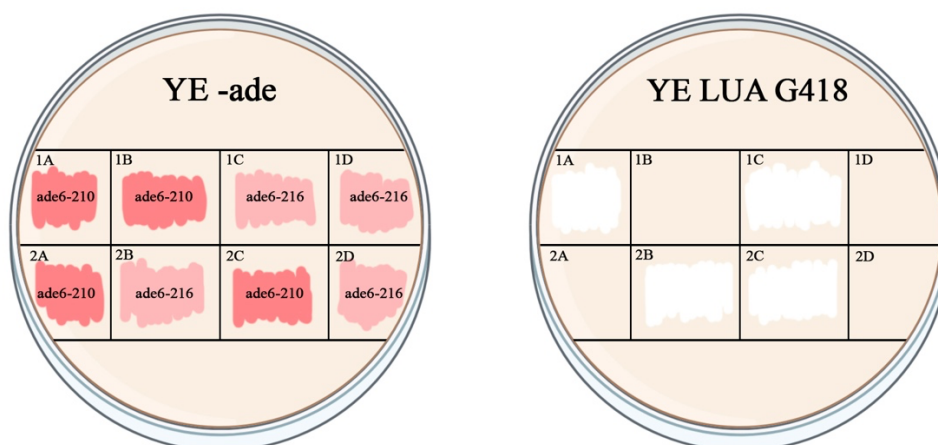 YE -ade
1A 1B 1C 1D
ade6-210 ade6-210 ade6-216 ade6-216
2A 2B 2C 2D
ade6-210 ade6-216 ade6-210 ade6-216
YE LUA G418
1A 1B 1C 1D
2A 2B 2C 2D